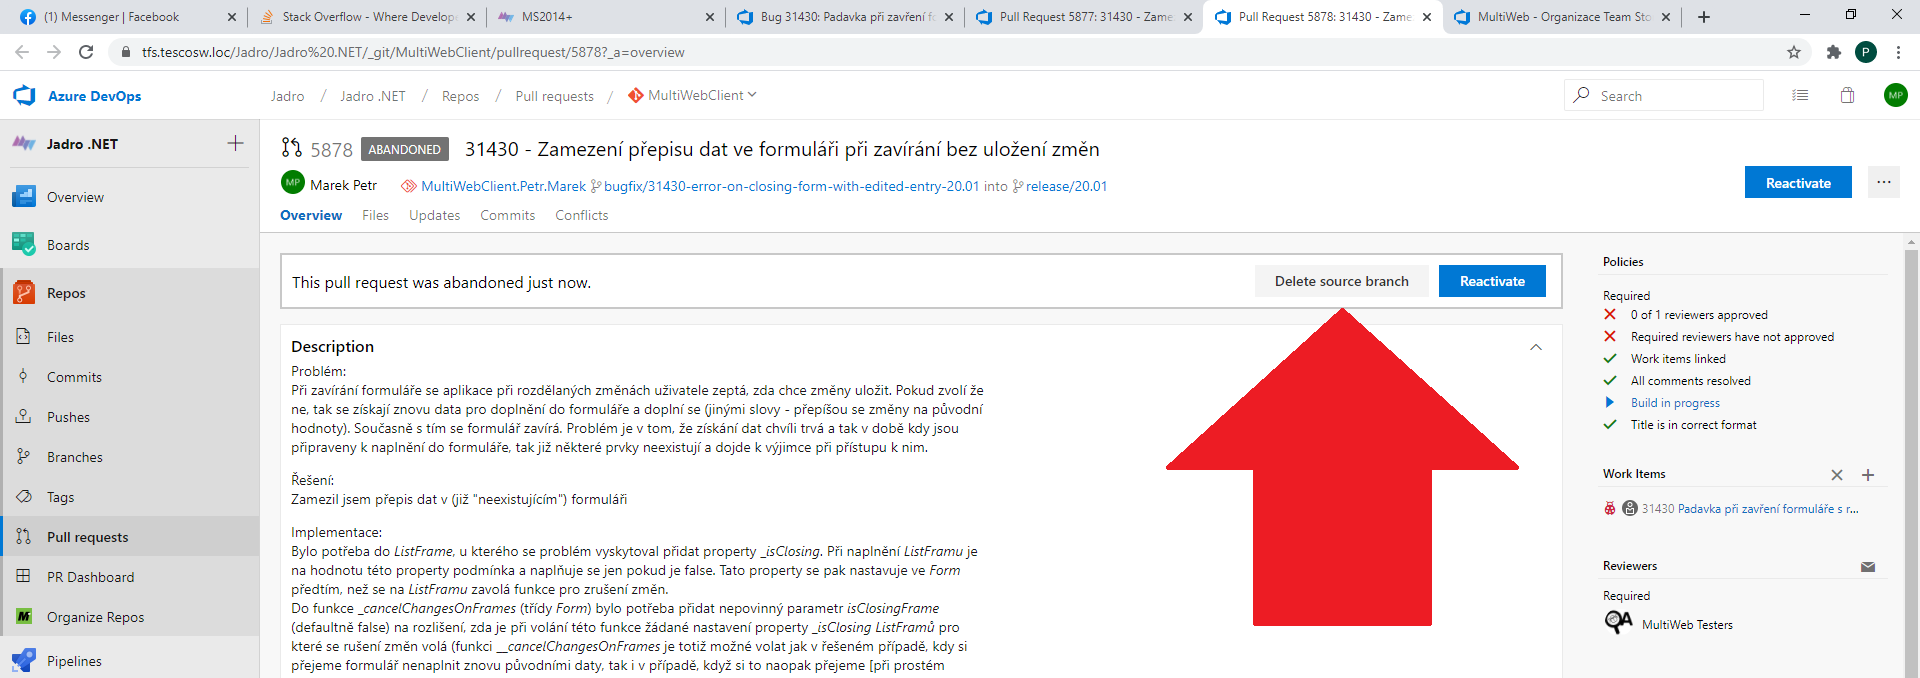 (1) Messenger | Facebook
Stack Overflow - Where Develope
MS2014+
Bug 31430: Padavka při zavření fo
Pull Request 5877: 31430 - Zame
Pull Request 5878: 31430 - Zame
MultiWeb - Organizace Team Sto
tfs.tescosw.loc/Jadro/Jadro%20.NET/_git/MultiWebClient/pullrequest/5878?_a=overview
P
Azure DevOps
Jadro / Jadro .NET / Repos / Pull requests / MultiWebClient
Search
MP
Jadro .NET
Overview
Boards
Repos
Files
Commits
Pushes
Branches
Tags
Pull requests
PR Dashboard
Organize Repos
Pipelines
5878 ABANDONED 31430 - Zamezení přepisu dat ve formuláři při zavírání bez uložení změn
MP Marek Petr MultiWebClient.Petr.Marek bugfix/31430-error-on-closing-form-with-edited-entry-20.01 into release/20.01
Reactivate
Overview Files Updates Commits Conflicts
This pull request was abandoned just now.
Delete source branch
Reactivate
Description
Problém:
Při zavírání formuláře se aplikace při rozdělaných změnách uživatele zeptá, zda chce změny uložit. Pokud zvolí že
ne, tak se získají znovu data pro doplnění do formuláře a doplní se (jinými slovy - přepíšou se změny na původní
hodnoty). Současně s tím se formulář zavírá. Problém je v tom, že získání dat chvíli trvá a tak v době kdy jsou
připraveny k naplnění do formuláře, tak již některé prvky neexistují a dojde k výjimce při přístupu k nim.
Řešení:
Zamezil jsem přepis dat v (již "neexistujícím") formuláři
Implementace:
Bylo potřeba do ListFrame, u kterého se problém vyskytoval přidat property _isClosing. Při naplnění ListFramu je
na hodnotu této property podmínka a naplňuje se jen pokud je false. Tato property se pak nastavuje ve Form
předtím, než se na ListFramu zavolá funkce pro zrušení změn.
Do funkce _cancelChangesOnFrames (třídy Form) bylo potřeba přidat nepovinný parametr isClosingFrame
(defaultně false) na rozlišení, zda je při volání této funkce žádané nastavení property _isClosing ListFramů pro
které se rušení změn volá (funkci __cancelChangesOnFrames je totiž možné volat jak v řešeném případě, kdy si
přejeme formulář nenaplnit znovu původními daty, tak i v případě, když si to naopak přejeme [při prostém
Policies
Required
0 of 1 reviewers approved
Required reviewers have not approved
Work items linked
All comments resolved
Build in progress
Title is in correct format
Work Items
31430 Padavka při zavření formuláře s r...
Reviewers
Required
QA MultiWeb Testers